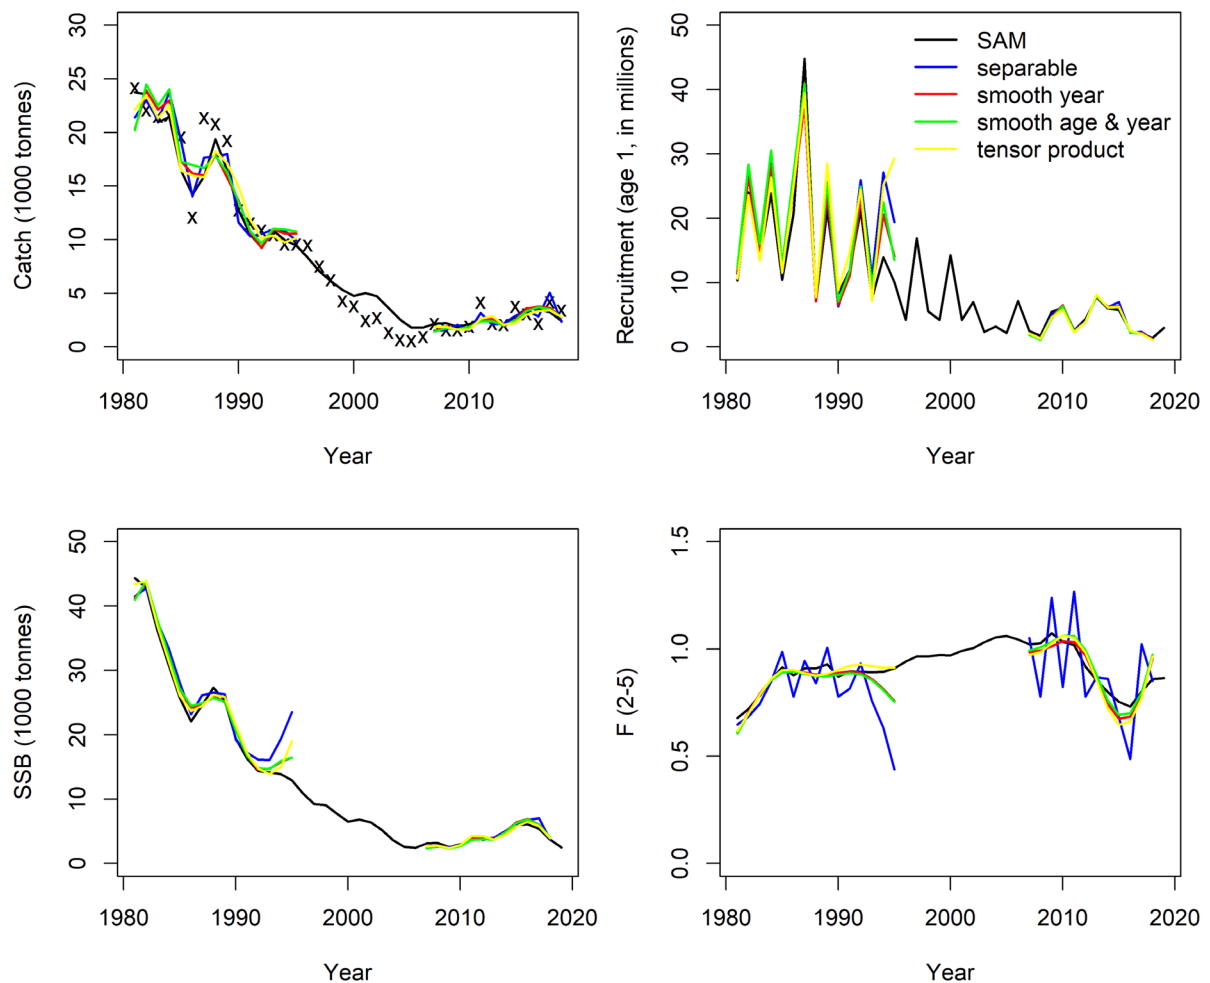 Catch (1000 tonnes)
30
25
20
15
10
5
0
1980 1990 2000 2010
Year
Recruitment (age 1, in millions)
50
40
30
20
10
0
1980 1990 2000 2010 2020
Year
SAM
separable
smooth year
smooth age & year
tensor product
SSB (1000 tonnes)
50
40
30
20
10
0
1980 1990 2000 2010 2020
Year
F (2-5)
1.5
1.0
0.5
0.0
1980 1990 2000 2010 2020
Year